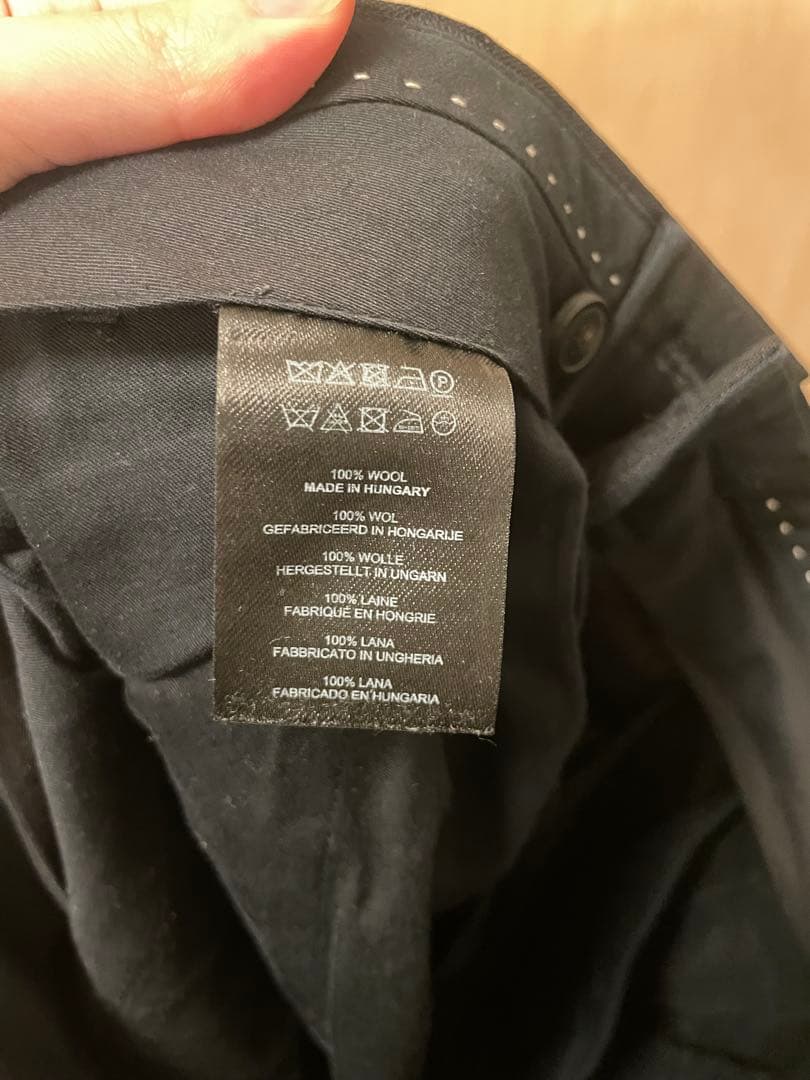 P
100% WOOL
MADE IN HUNGARY
100% WOL
GEFABRICEERD IN HONGARIJE
100% WOLLE
HERGESTELLT IN UNGARN
100% LAINE
FABRIQUÉ EN HONGRIE
100% LANA
FABBRICATO IN UNGHERIA
100% LANA
FABRICADO EN HUNGARIA